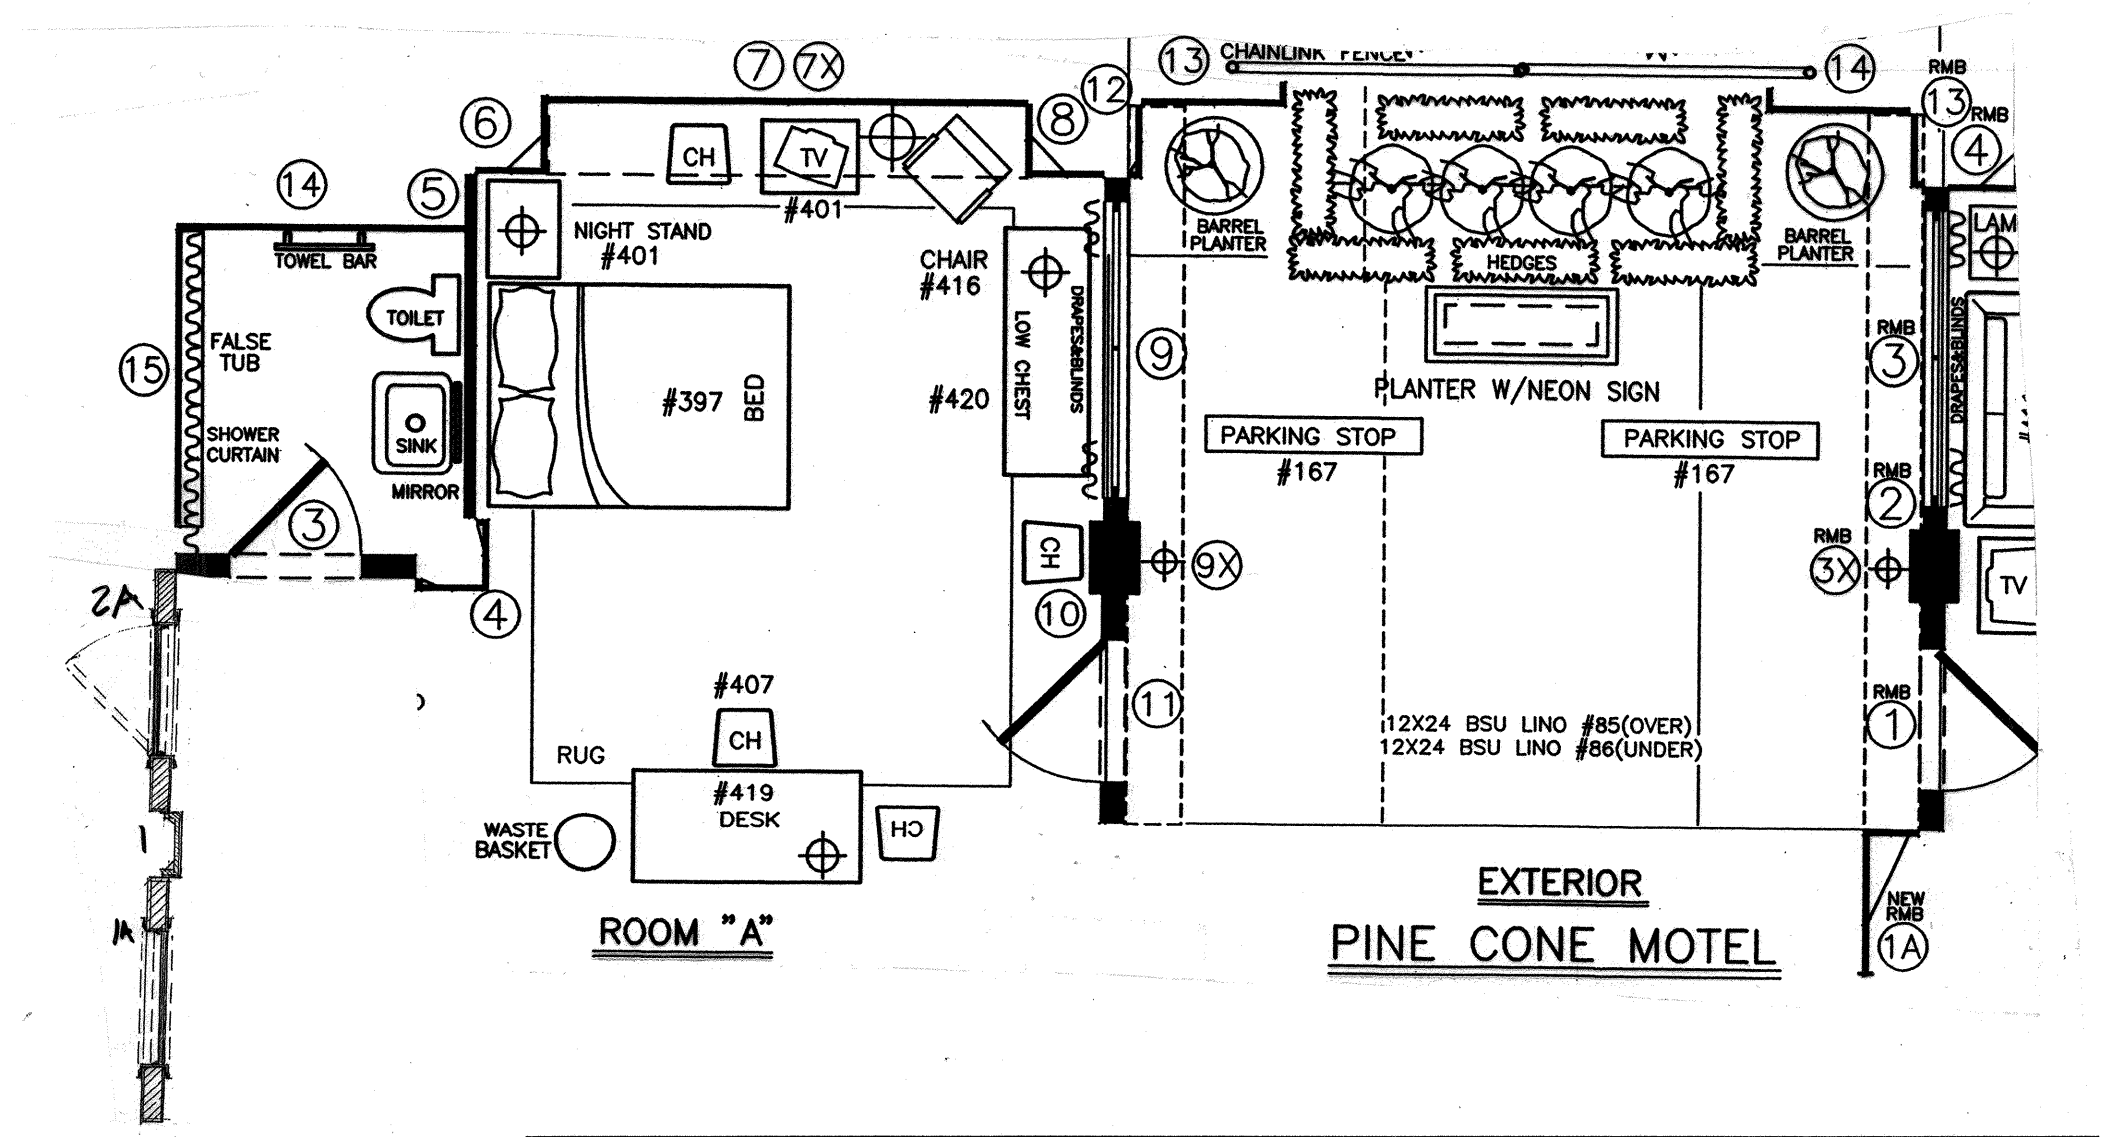 7
7X
13
CHAINLINK FENCE
14
RMB
13
RMB
4
12
6
8
CH
TV
14
5
#401
NIGHT STAND
#401
TOWEL BAR
CHAIR
#416
BARREL
PLANTER
HEDGES
BARREL
PLANTER
LAM
TOILET
FALSE
TUB
15
LOW CHEST
DRAPES&BLINDS
9
RMB
3
DRAPES&BLINDS
#397
BED
#420
PLANTER W/NEON SIGN
SHOWER
CURTAIN
SINK
MIRROR
PARKING STOP
#167
PARKING STOP
#167
RMB
2
3
CH
9X
RMB
3X
TV
2A
4
10
#407
CH
11
RMB
1
RUG
12X24 BSU LINO #85(OVER)
12X24 BSU LINO #86(UNDER)
#419
DESK
WASTE
BASKET
CH
1
1A
EXTERIOR
NEW
RMB
1A
ROOM "A"
PINE CONE MOTEL